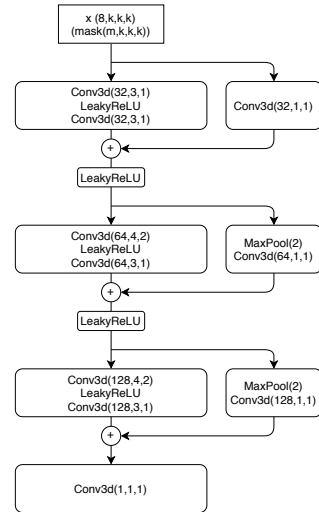 x (8,k,k,k)
(mask(m,k,k,k))
Conv3d(32,3,1)
LeakyReLU
Conv3d(32,3,1)
Conv3d(32,1,1)
+
LeakyReLU
Conv3d(64,4,2)
LeakyReLU
Conv3d(64,3,1)
MaxPool(2)
Conv3d(64,1,1)
+
LeakyReLU
Conv3d(128,4,2)
LeakyReLU
Conv3d(128,3,1)
MaxPool(2)
Conv3d(128,1,1)
+
Conv3d(1,1,1)